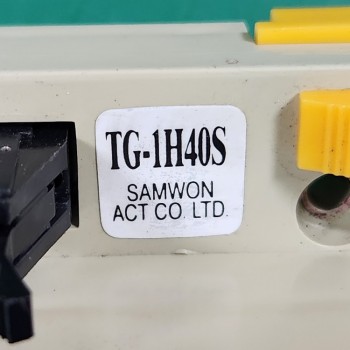 TG-1H40S
SAMWON
ACT CO. LTD.